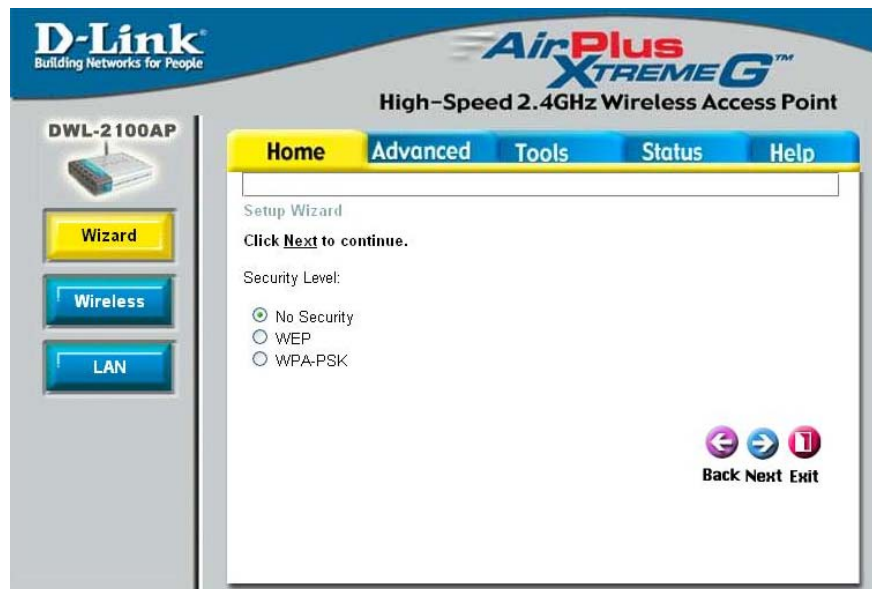 D-Link
Building Networks for People
AirPlus
XTREME G™
High-Speed 2.4GHz Wireless Access Point
DWL-2100AP
Home Advanced Tools Status Help
Wizard
Wireless
LAN
Setup Wizard
Click Next to continue.
Security Level:
No Security
WEP
WPA-PSK
Back Next Exit